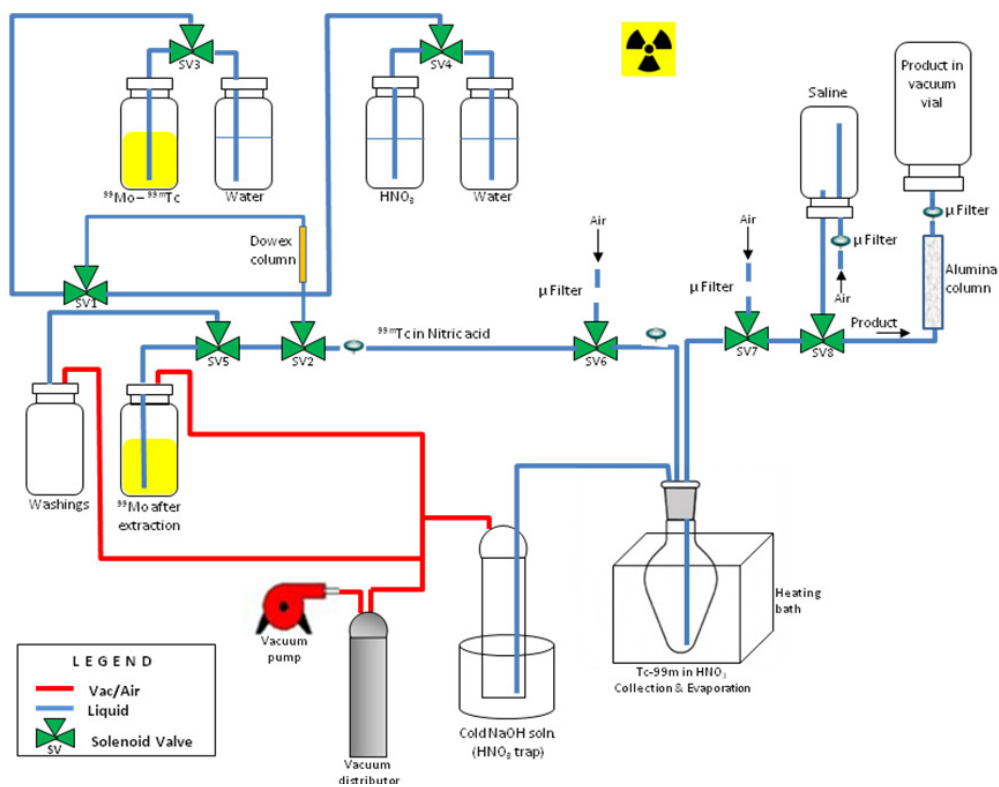 SV3
SV4
⁹⁹Mo – ⁹⁹ᵐTc
Water
HNO₃
Water
Saline
Product in
vacuum
vial
µ Filter
µ Filter
Air
Alumina
column
Product
Air
µ Filter
Air
µ Filter
Dowex
column
SV1
SV5
SV2
⁹⁹ᵐTc in Nitric acid
SV6
SV7
SV8
Washings
⁹⁹Mo after
extraction
Heating
bath
Tc-99m in HNO₃
Collection & Evaporation
Vacuum
pump
Cold NaOH soln.
(HNO₃ trap)
Vacuum
distributor
LEGEND
Vac/Air
Liquid
SV
Solenoid Valve